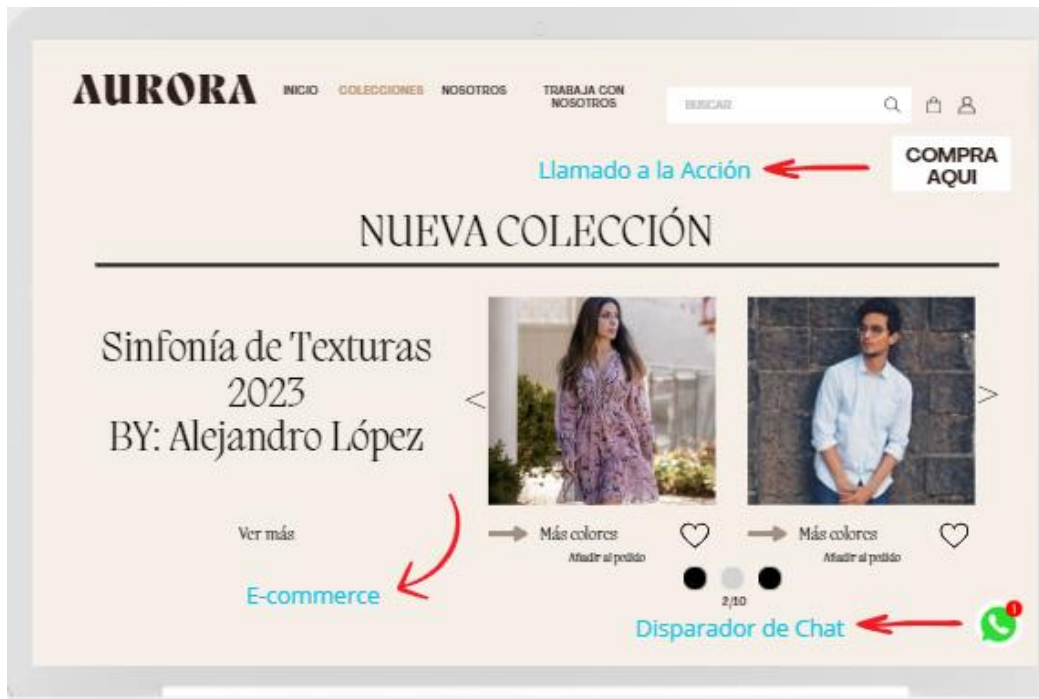 AURORA
INICIO COLECCIONES NOSOTROS TRABAJA CON
NOSOTROS
BUSCAR
Llamado a la Acción
COMPRA
AQUI
NUEVA COLECCIÓN
Sinfonía de Texturas
2023
BY: Alejandro López
< >
Ver más
Más colores
Añadir al pedido
Más colores
Añadir al pedido
2/10
E-commerce
Disparador de Chat
1